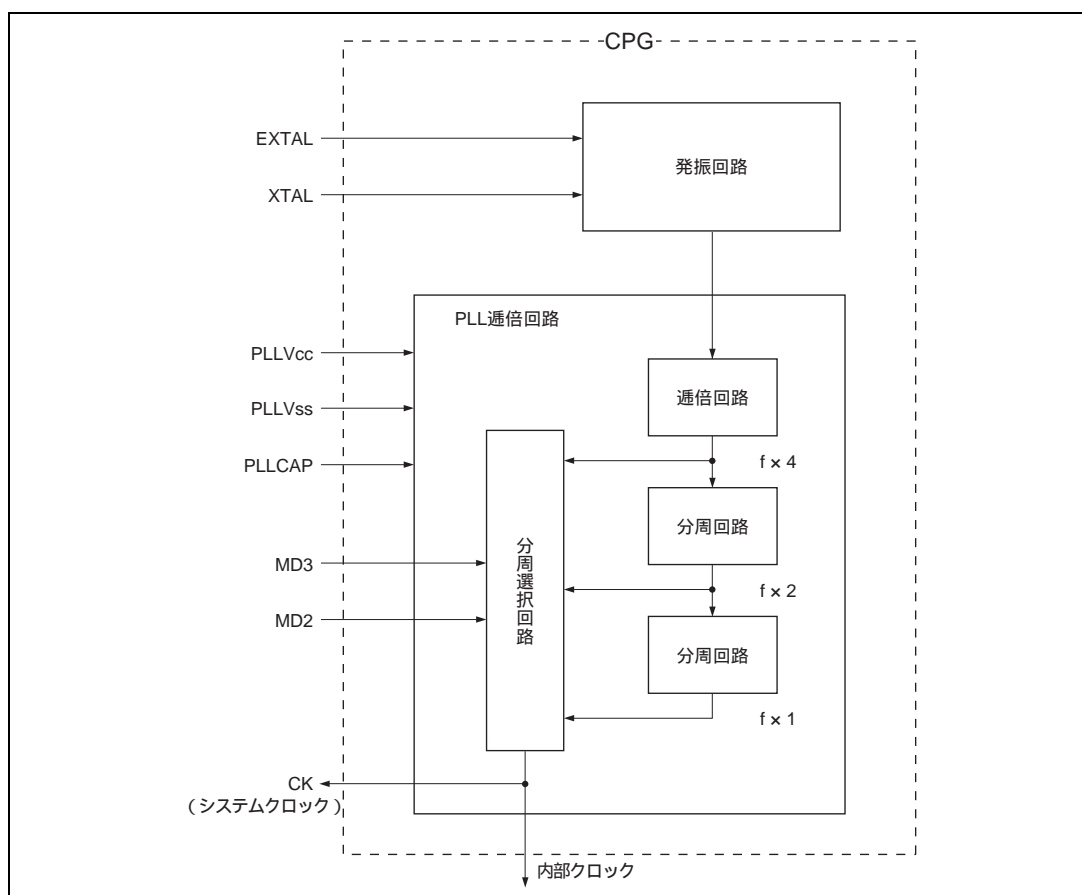 CPG
EXTAL
発振回路
XTAL
PLL逓倍回路
PLLVcc
逓倍回路
PLLVss
PLLCAP
f × 4
分周回路
分周選択回路
MD3
f × 2
MD2
分周回路
f × 1
CK
(システムクロック)
内部クロック